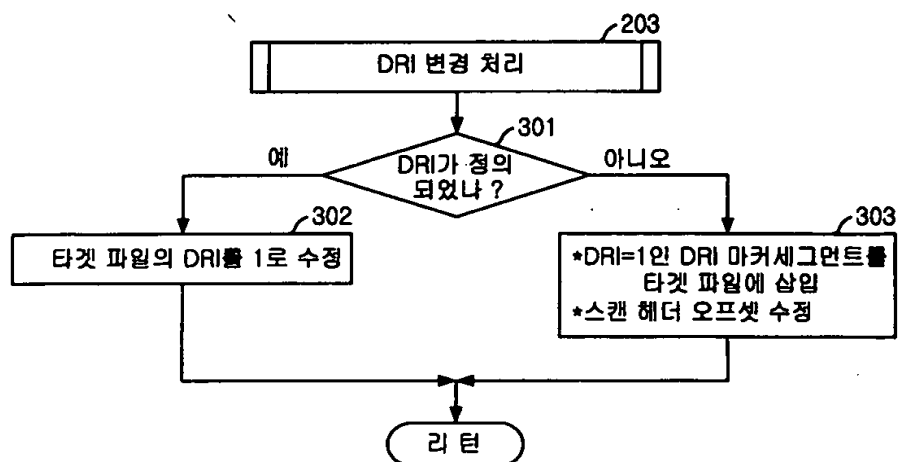 203
DRI 변경 처리
301
DRI가 정의
되었나 ?
예
아니오
302
타겟 파일의 DRI를 1로 수정
303
*DRI=1인 DRI 마커세그먼트를
타겟 파일에 삽입
*스캔 헤더 오프셋 수정
리턴